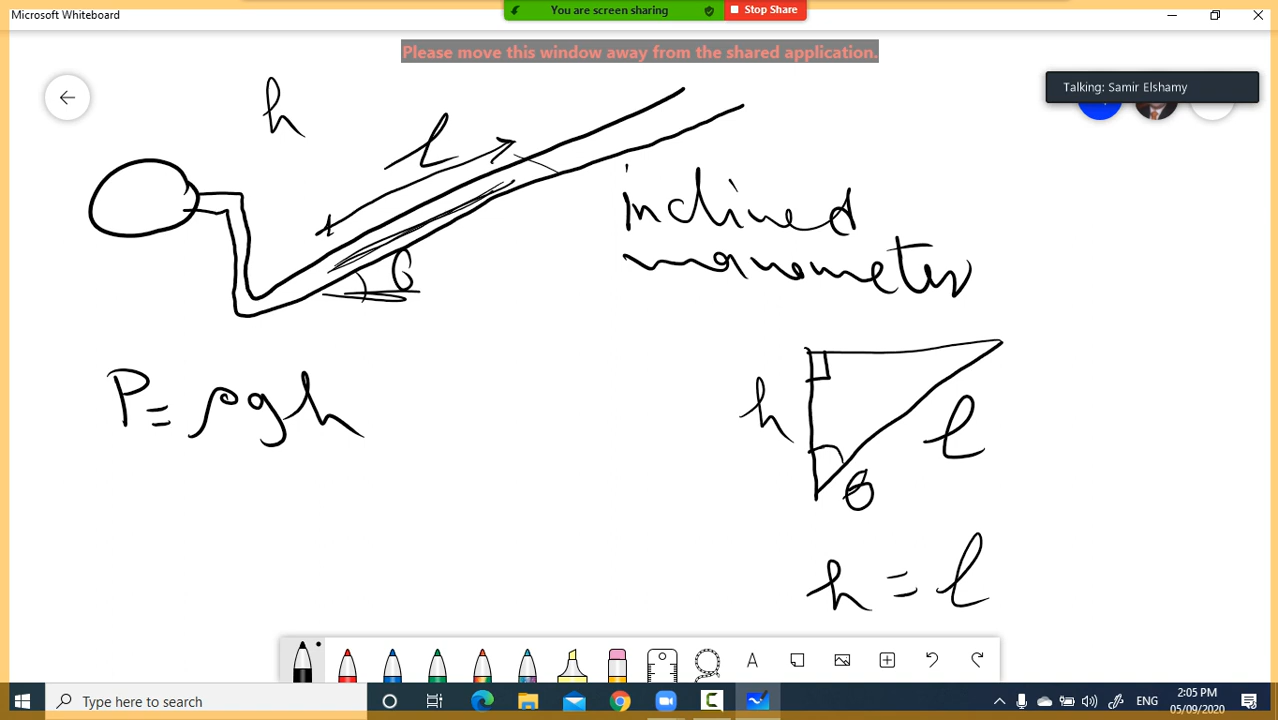 You are screen sharing
Stop Share
Microsoft Whiteboard
Please move this window away from the shared application.
Talking: Samir Elshamy
h
l
inclined
manometer
θ
P = ρgh
h
l
θ
h = l
A
Type here to search
ENG
2:05 PM
05/09/2020